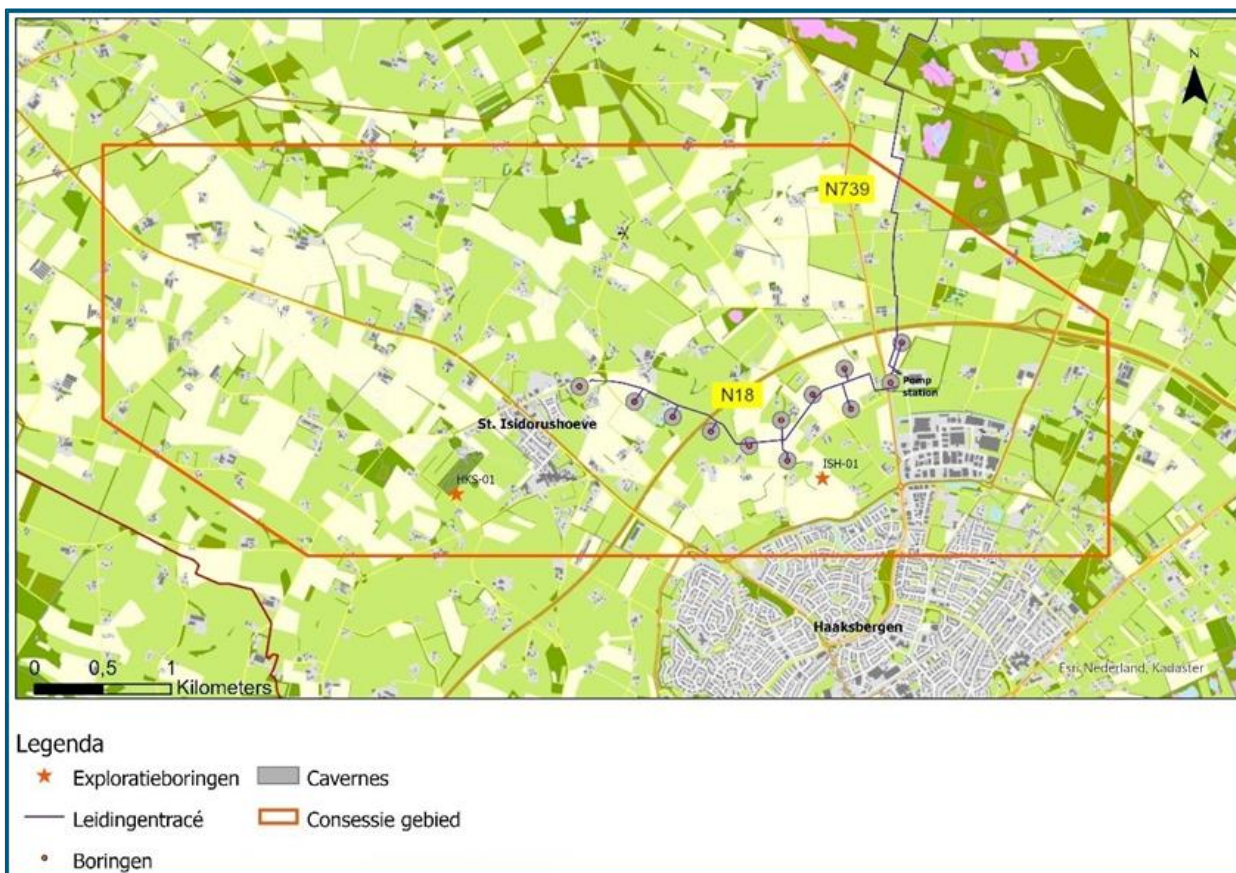 N
N739
N18
Pomp
station
St. Isidorushoeve
HKS-01
ISH-01
Haaksbergen
0 0,5 1
Kilometers
Esri Nederland, Kadaster
Legenda
Exploratieboringen
Cavernes
Leidingentracé
Consessie gebied
Boringen